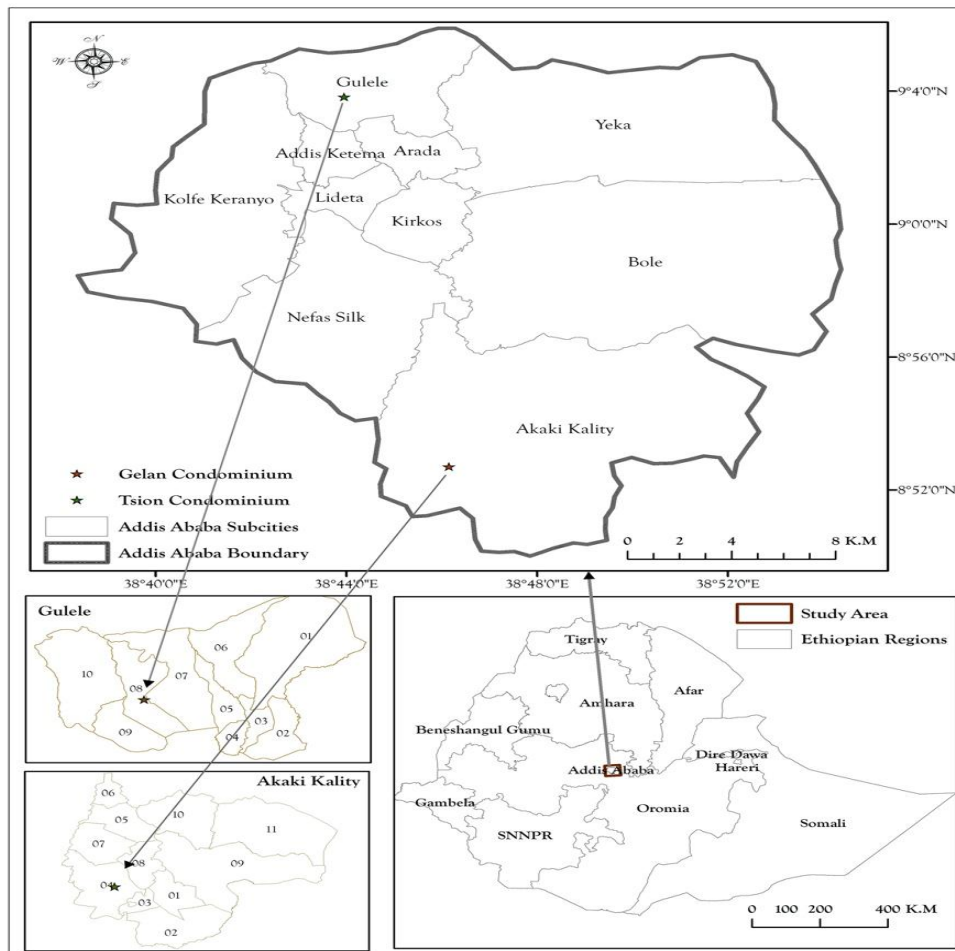 N
W E
S
Gulele
Yeka
Addis Ketema
Arada
Kolfe Keranyo
Lideta
Kirkos
Bole
Nefas Silk
Akaki Kality
9°4'0"N
9°0'0"N
8°56'0"N
8°52'0"N
Gelan Condominium
Tsion Condominium
Addis Ababa Subcities
Addis Ababa Boundary
0 2 4 8 K.M
38°40'0"E 38°44'0"E 38°48'0"E 38°52'0"E
Gulele
01
06
10
07
08
05
03
09
04
02
Akaki Kality
06
10
05
11
07
08
09
04
01
03
02
Study Area
Ethiopian Regions
Tigray
Afar
Amhara
Beneshangul Gumu
Dire Dawa
Hareri
Addis Ababa
Gambela
Oromia
Somali
SNNPR
0 200 400 K.M